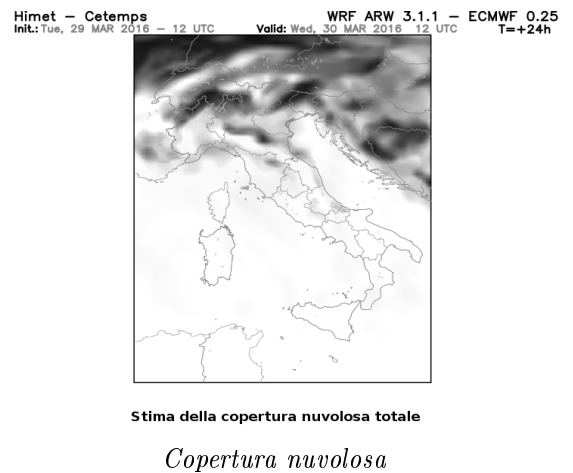 Himet – Cetemps WRF ARW 3.1.1 – ECMWF 0.25
Init.: Tue, 29 MAR 2016 – 12 UTC Valid: Wed, 30 MAR 2016 12 UTC T=+24h
Stima della copertura nuvolosa totale
Copertura nuvolosa